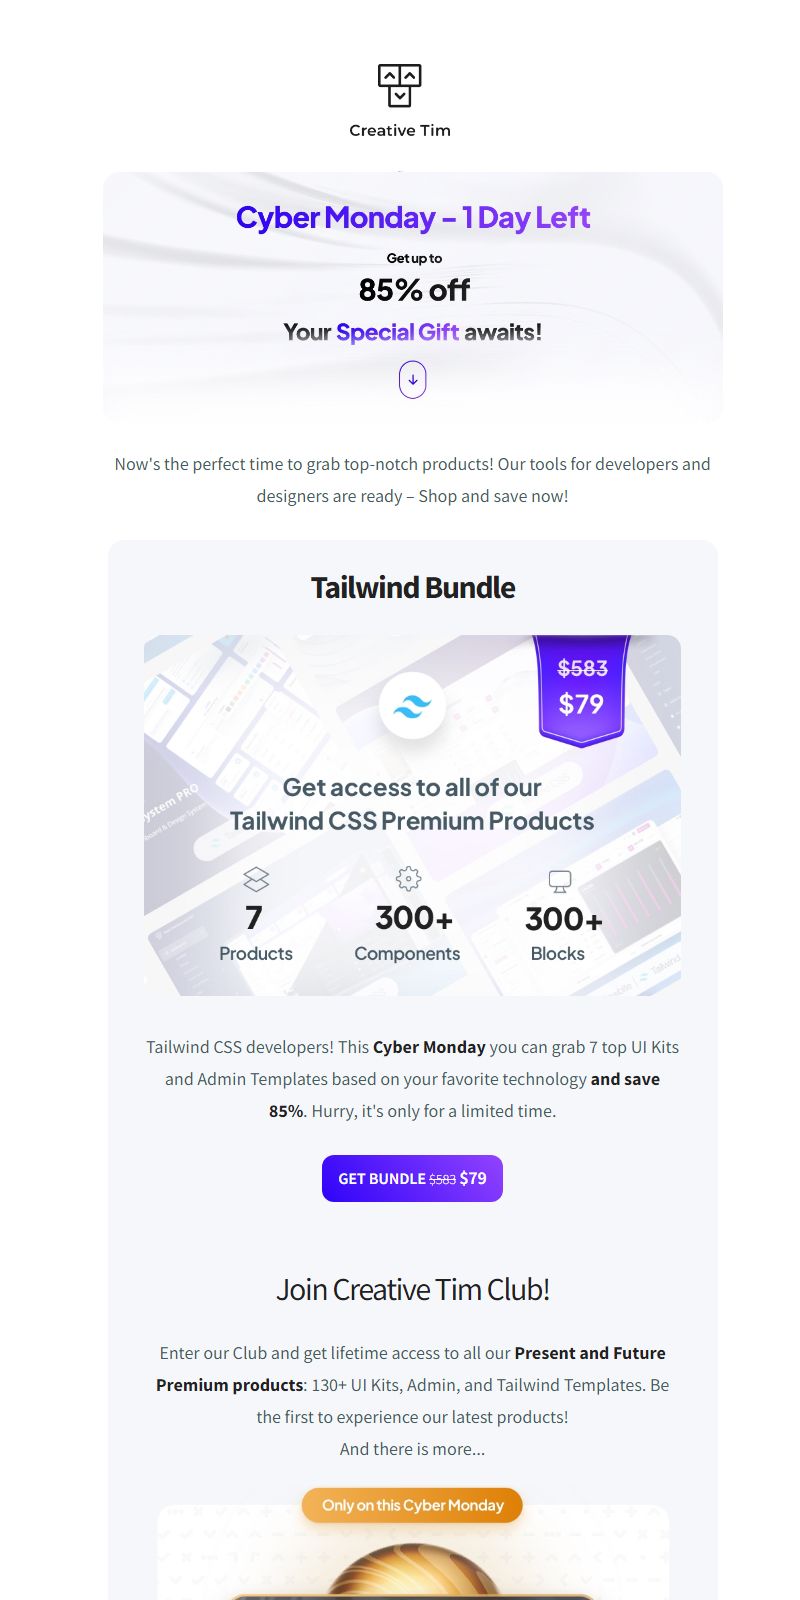 Creative Tim
Cyber Monday – 1 Day Left
Get up to
85% off
Your Special Gift awaits!
Now's the perfect time to grab top-notch products! Our tools for developers and
designers are ready – Shop and save now!
Tailwind Bundle
$583
$79
ystem PRO
Get access to all of our
Tailwind CSS Premium Products
7
300+
300+
Products
Components
Blocks
Tailwind CSS developers! This Cyber Monday you can grab 7 top UI Kits
and Admin Templates based on your favorite technology and save
85%. Hurry, it's only for a limited time.
GET BUNDLE $583 $79
Join Creative Tim Club!
Enter our Club and get lifetime access to all our Present and Future
Premium products: 130+ UI Kits, Admin, and Tailwind Templates. Be
the first to experience our latest products!
And there is more...
Only on this Cyber Monday